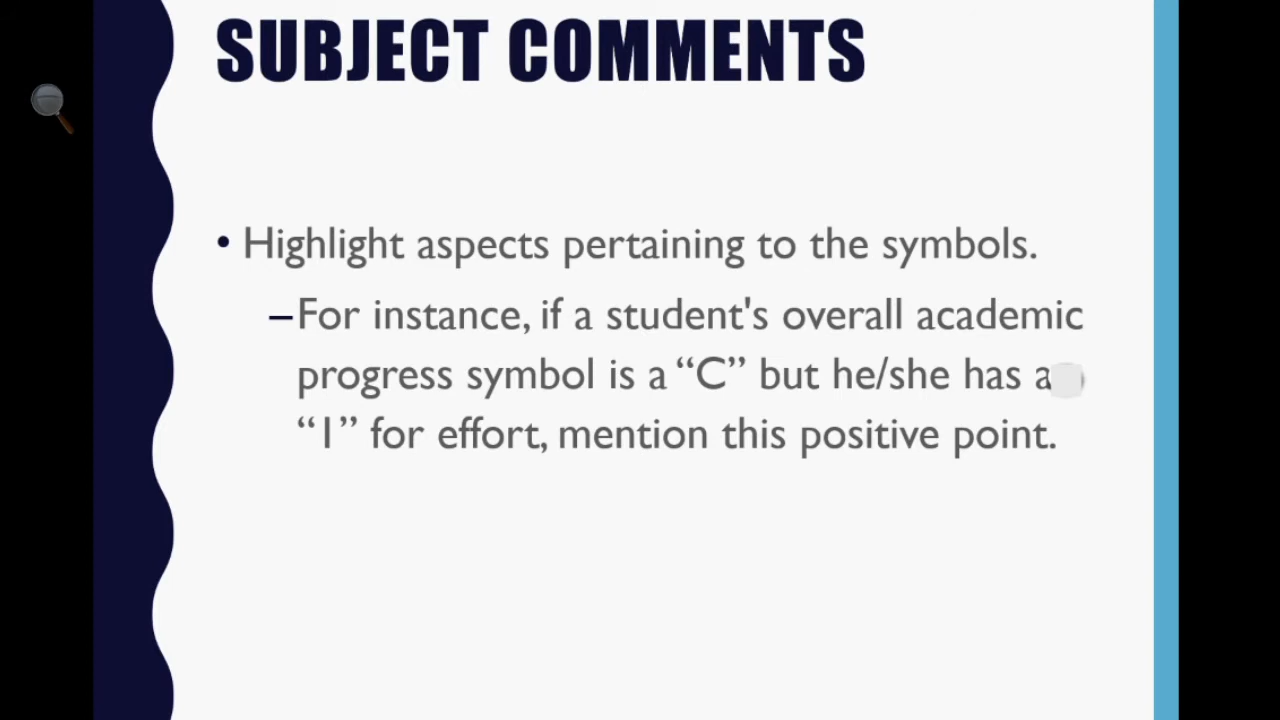 SUBJECT COMMENTS
• Highlight aspects pertaining to the symbols.
–For instance, if a student's overall academic
progress symbol is a “C” but he/she has a
“1” for effort, mention this positive point.